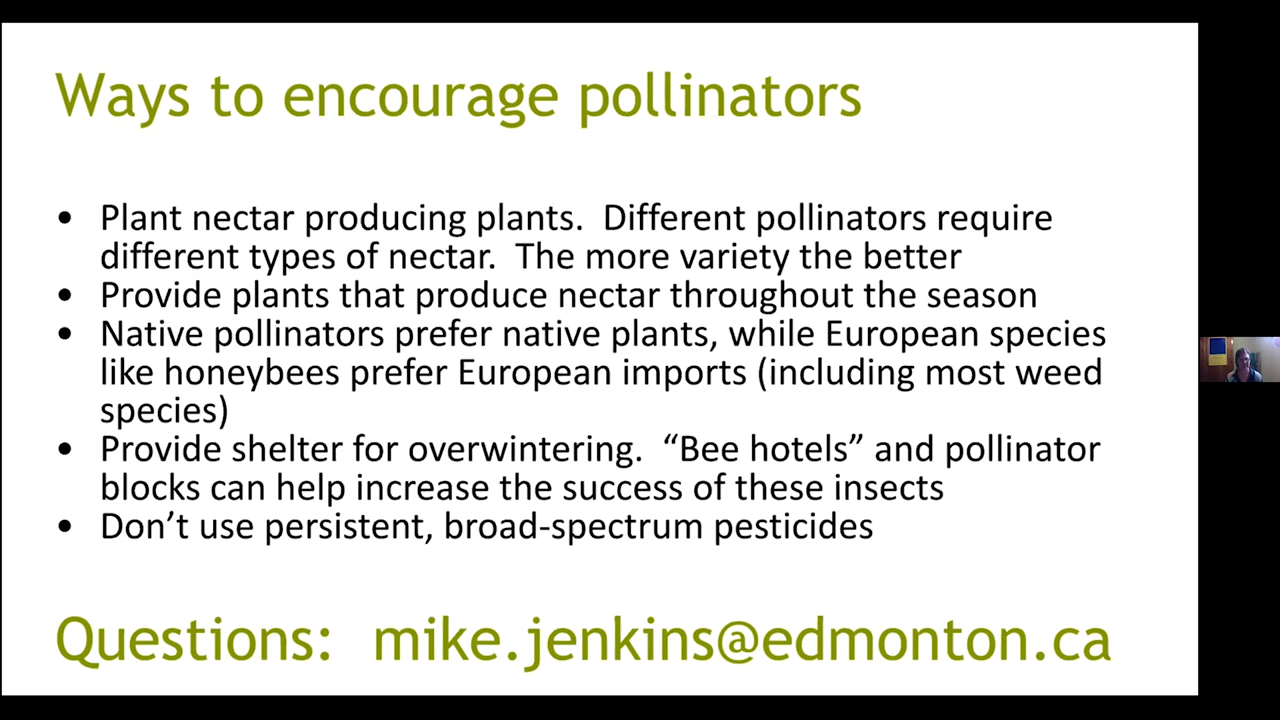 Ways to encourage pollinators
• Plant nectar producing plants.  Different pollinators require
different types of nectar.  The more variety the better
• Provide plants that produce nectar throughout the season
• Native pollinators prefer native plants, while European species
like honeybees prefer European imports (including most weed
species)
• Provide shelter for overwintering.  “Bee hotels” and pollinator
blocks can help increase the success of these insects
• Don’t use persistent, broad-spectrum pesticides
Questions:  mike.jenkins@edmonton.ca